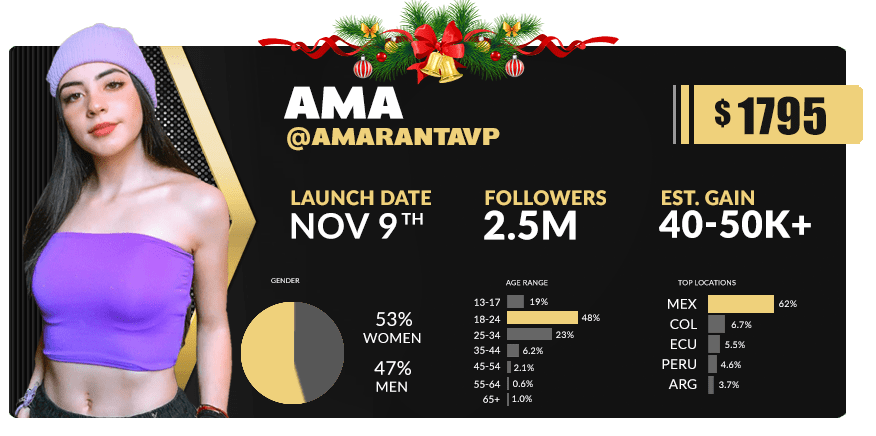 AMA
@AMARANTAVP
$ 1795
LAUNCH DATE
NOV 9TH
FOLLOWERS
2.5M
EST. GAIN
40-50K+
GENDER
53%
WOMEN
47%
MEN
AGE RANGE
13-17 19%
18-24 48%
25-34 23%
35-44 6.2%
45-54 2.1%
55-64 0.6%
65+ 1.0%
TOP LOCATIONS
MEX 62%
COL 6.7%
ECU 5.5%
PERU 4.6%
ARG 3.7%